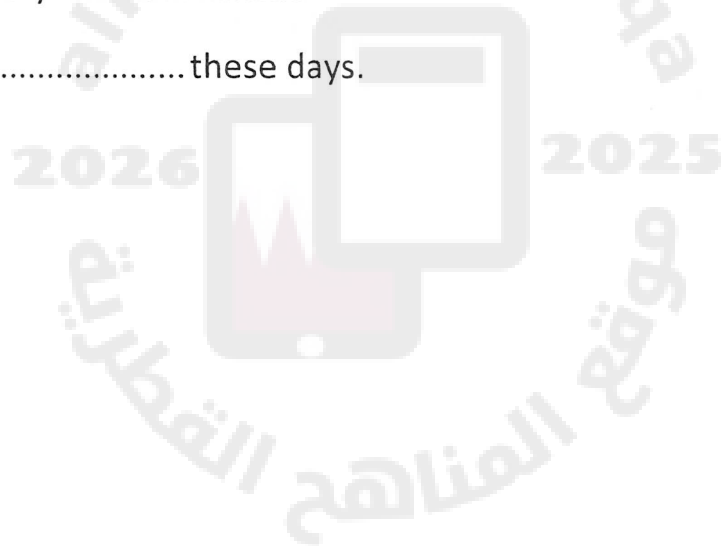 ................... these days.
2026
2025
موقع المناهج القطرية